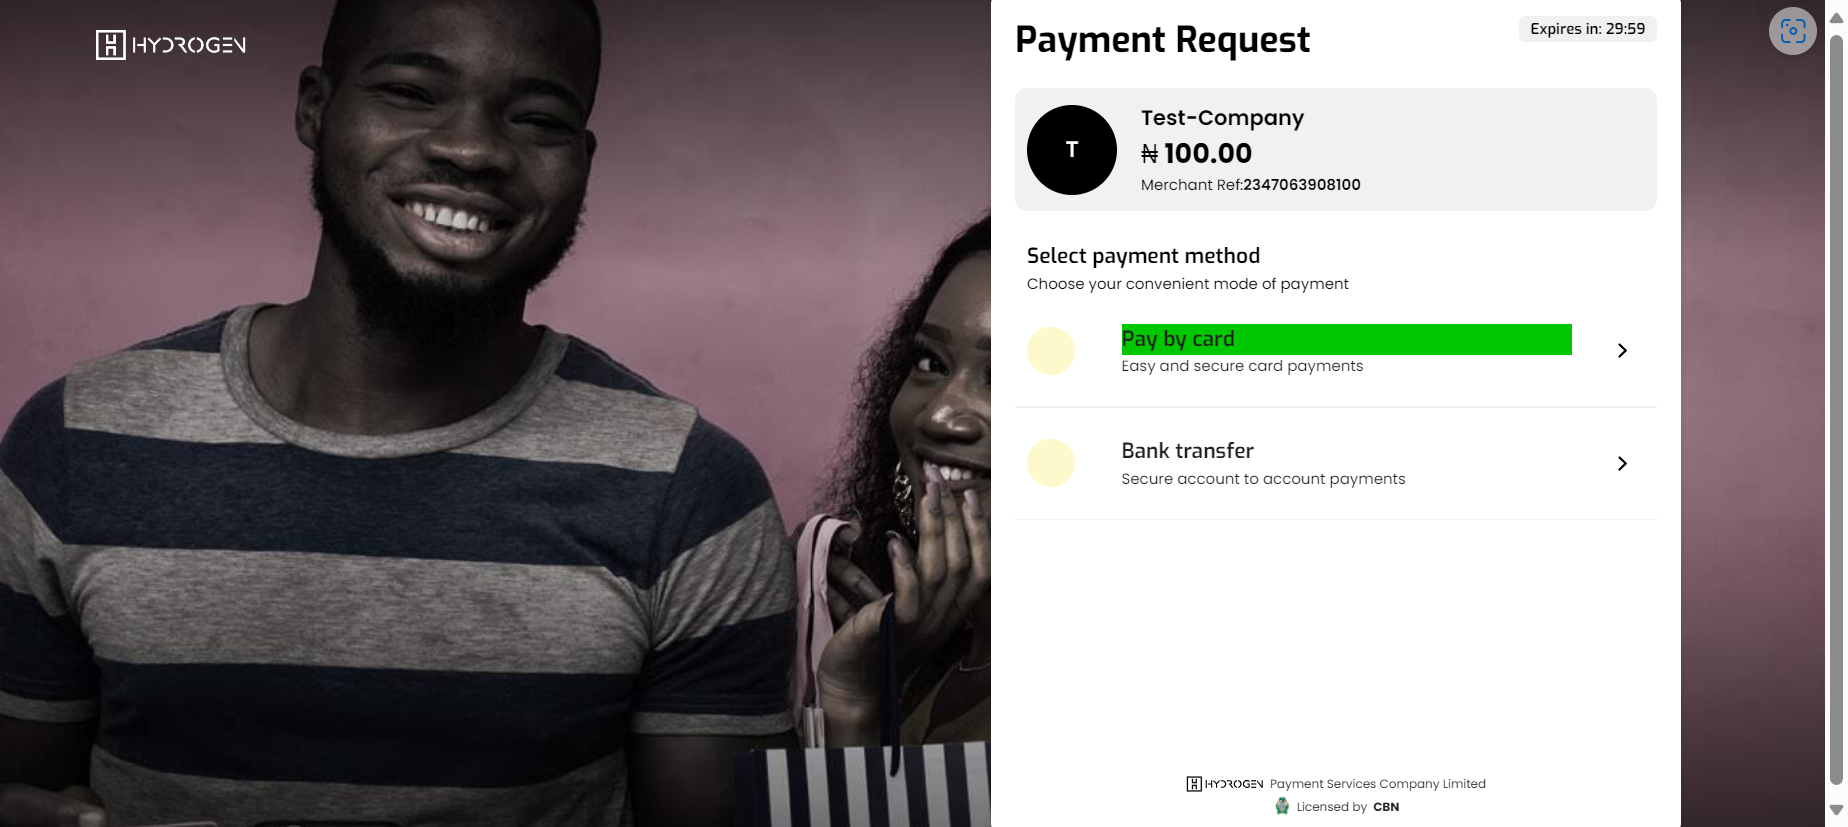 HYDROGEN
Payment Request
Expires in: 29:59
T
Test-Company
₦ 100.00
Merchant Ref:2347063908100
Select payment method
Choose your convenient mode of payment
Pay by card
Easy and secure card payments
Bank transfer
Secure account to account payments
HYDROGEN Payment Services Company Limited
Licensed by CBN